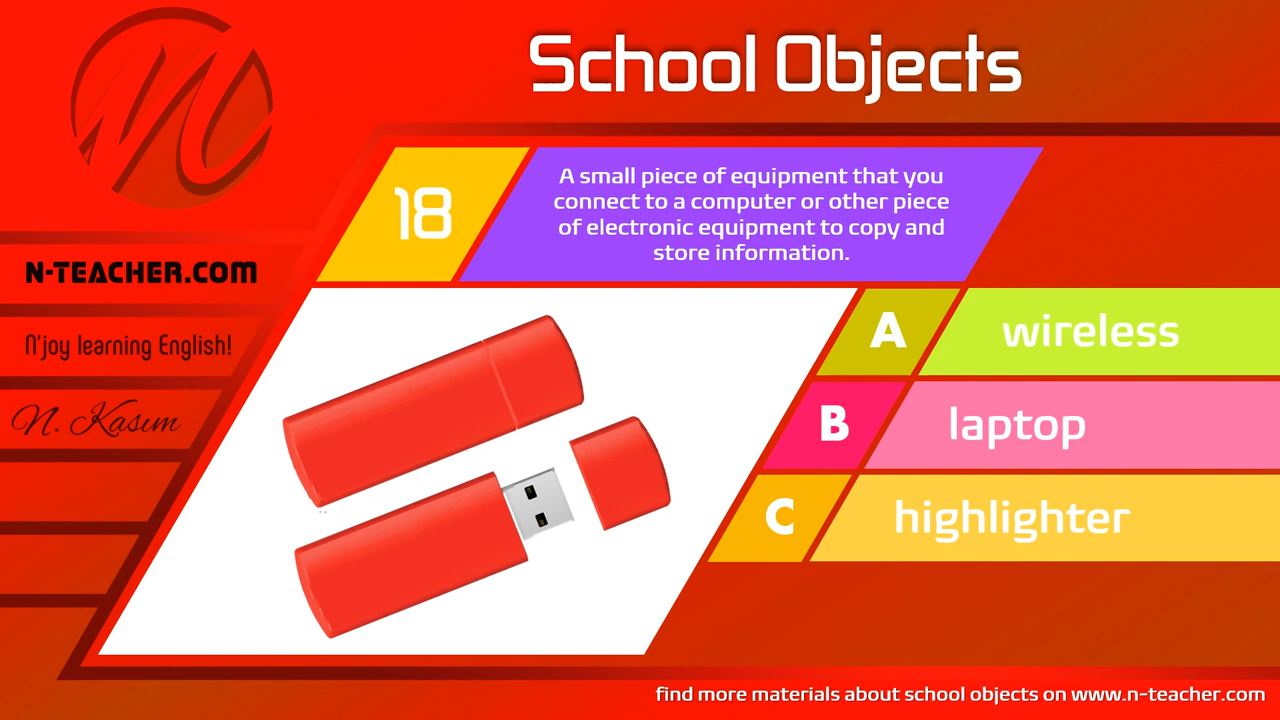 School Objects
18
A small piece of equipment that you
connect to a computer or other piece
of electronic equipment to copy and
store information.
N-TEACHER.COM
N'joy learning English!
N. Kasım
A wireless
B laptop
C highlighter
find more materials about school objects on www.n-teacher.com